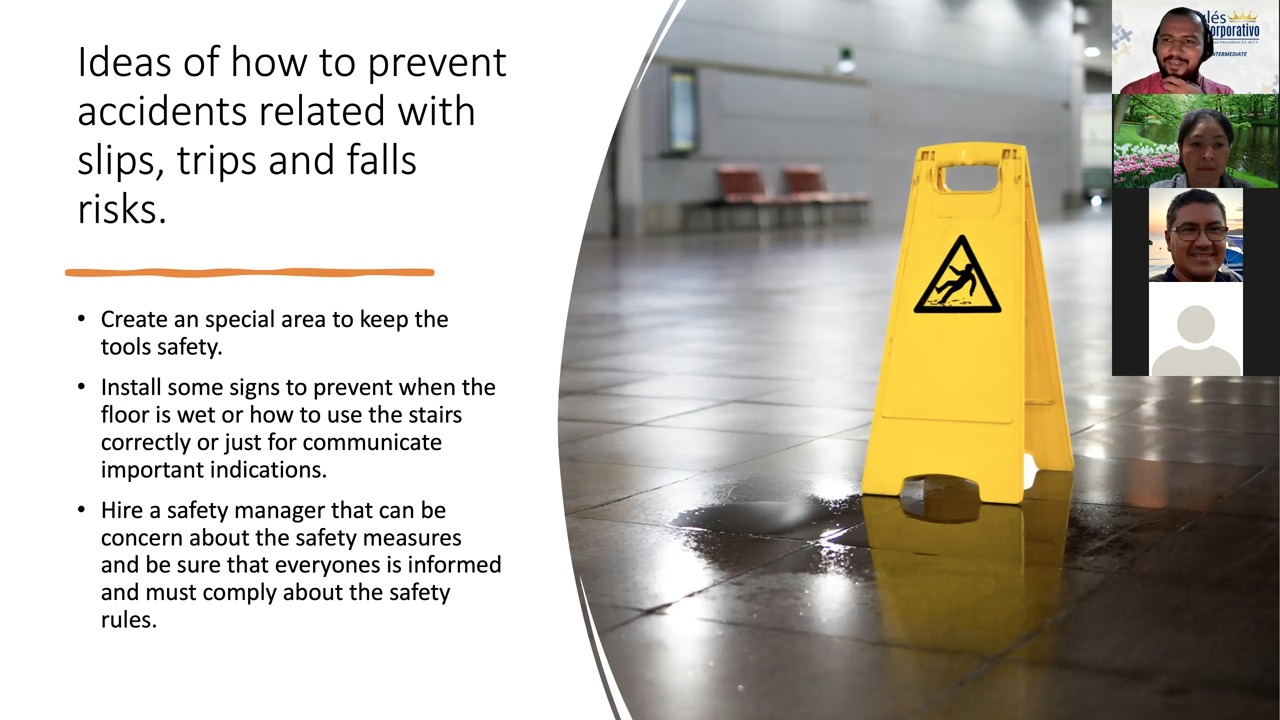 Ideas of how to prevent
accidents related with
slips, trips and falls
risks.
• Create an special area to keep the
tools safety.
• Install some signs to prevent when the
floor is wet or how to use the stairs
correctly or just for communicate
important indications.
• Hire a safety manager that can be
concern about the safety measures
and be sure that everyones is informed
and must comply about the safety
rules.
lés
orporativo
NTERMEDIATE